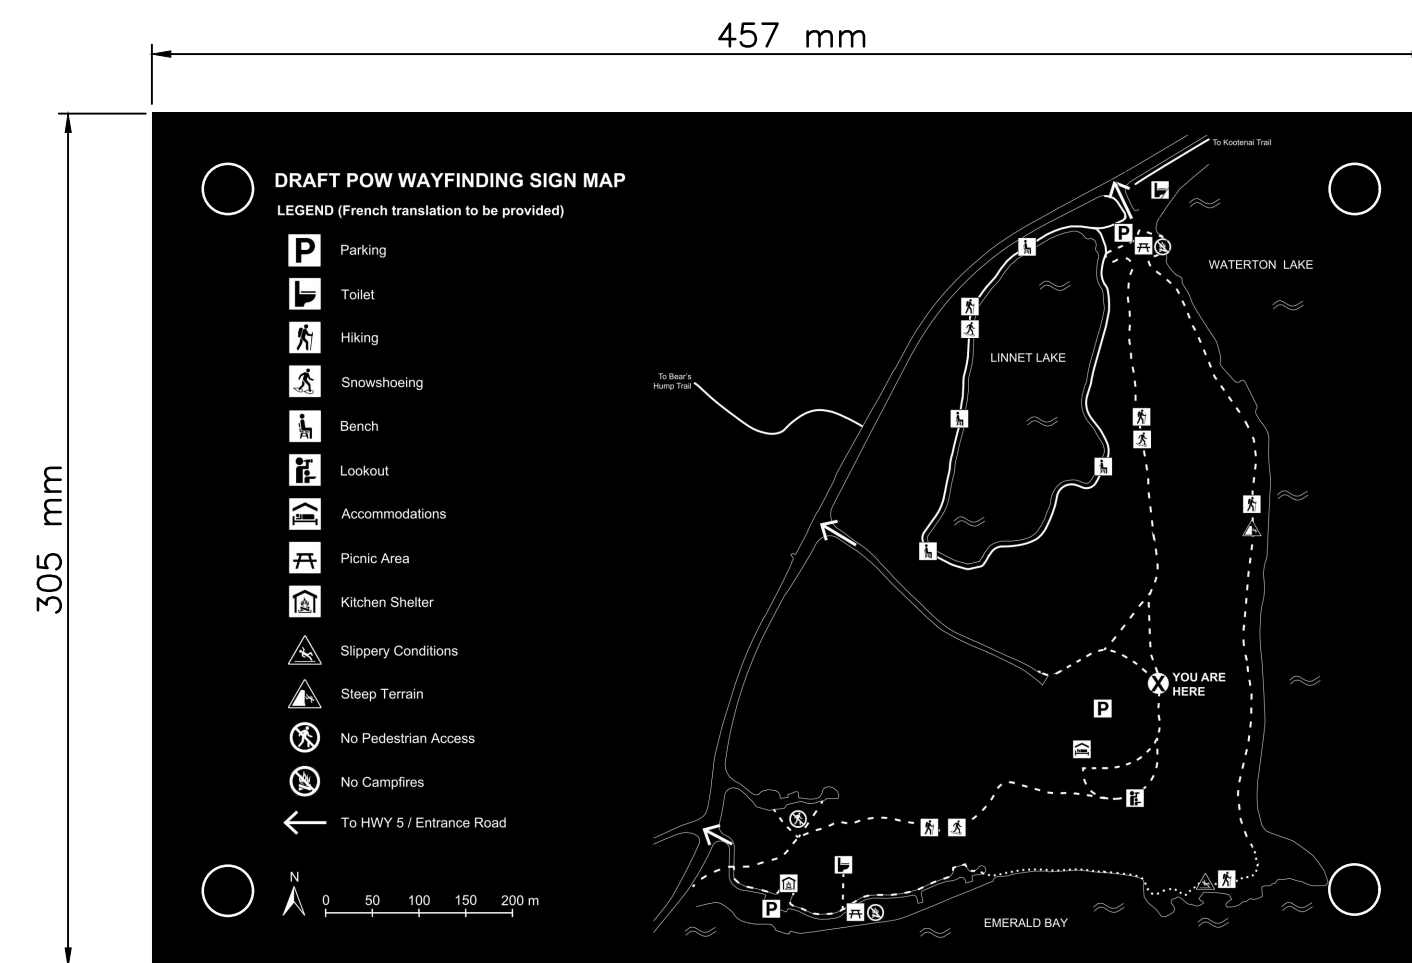 457 mm
305 mm
DRAFT POW WAYFINDING SIGN MAP
LEGEND (French translation to be provided)
P Parking
Toilet
Hiking
Snowshoeing
Bench
Lookout
Accommodations
Picnic Area
Kitchen Shelter
Slippery Conditions
Steep Terrain
No Pedestrian Access
No Campfires
To HWY 5 / Entrance Road
N
0 50 100 150 200 m
To Kootenai Trail
P
WATERTON LAKE
LINNET LAKE
To Bear's
Hump Trail
X YOU ARE
HERE
P
P
EMERALD BAY